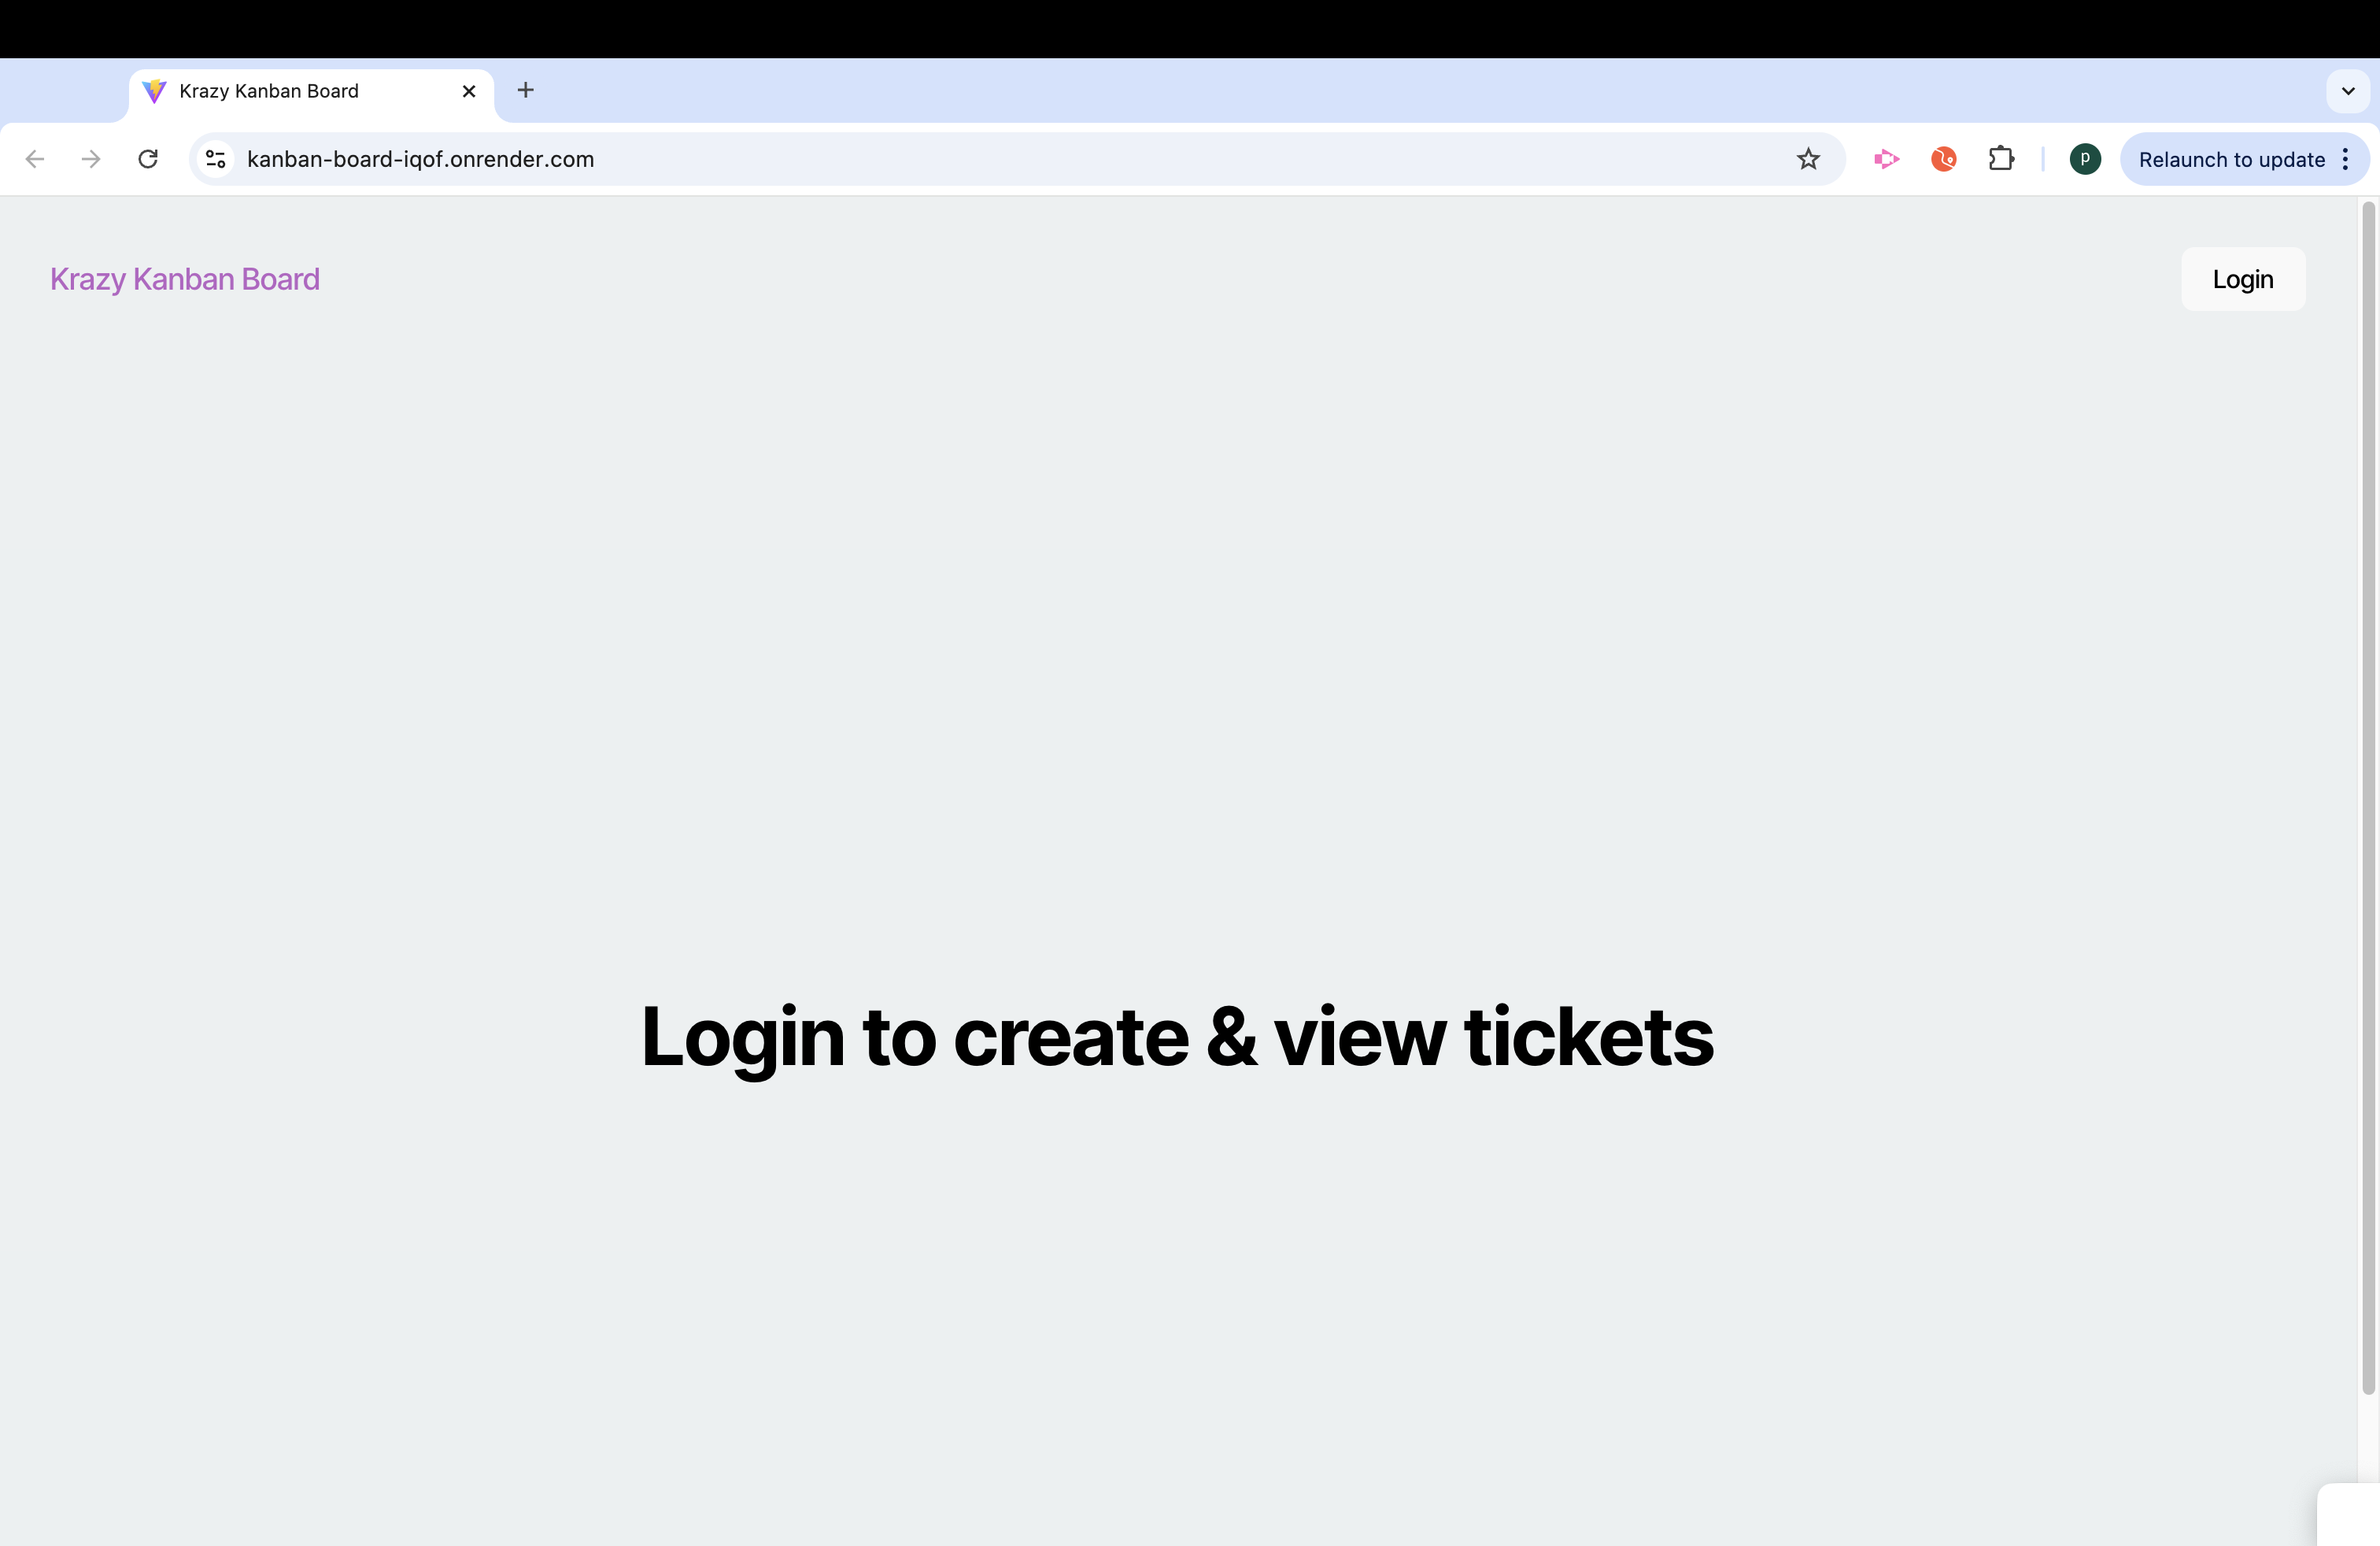 Krazy Kanban Board
kanban-board-iqof.onrender.com
p
Relaunch to update
Krazy Kanban Board
Login
Login to create & view tickets